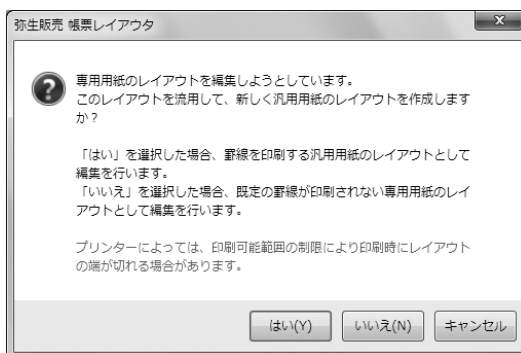 弥生販売 帳票レイアウタ
専用用紙のレイアウトを編集しようとしています。
このレイアウトを流用して、新しく汎用用紙のレイアウトを作成します
か？
「はい」を選択した場合、罫線を印刷する汎用用紙のレイアウトとして
編集を行います。
「いいえ」を選択した場合、既定の罫線が印刷されない専用用紙のレイ
アウトとして編集を行います。
プリンターによっては、印刷可能範囲の制限により印刷時にレイアウト
の端が切れる場合があります。
はい(Y) いいえ(N) キャンセル